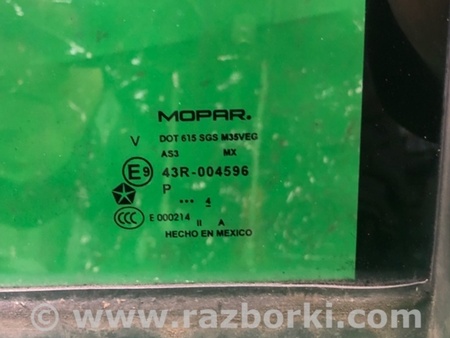 MOPAR.
V DOT 615 SGS M35VEG
AS3 MX
E9 43R-004596
P
... 4
CCC E 000214 II A
HECHO EN MEXICO
© www.razborki.com